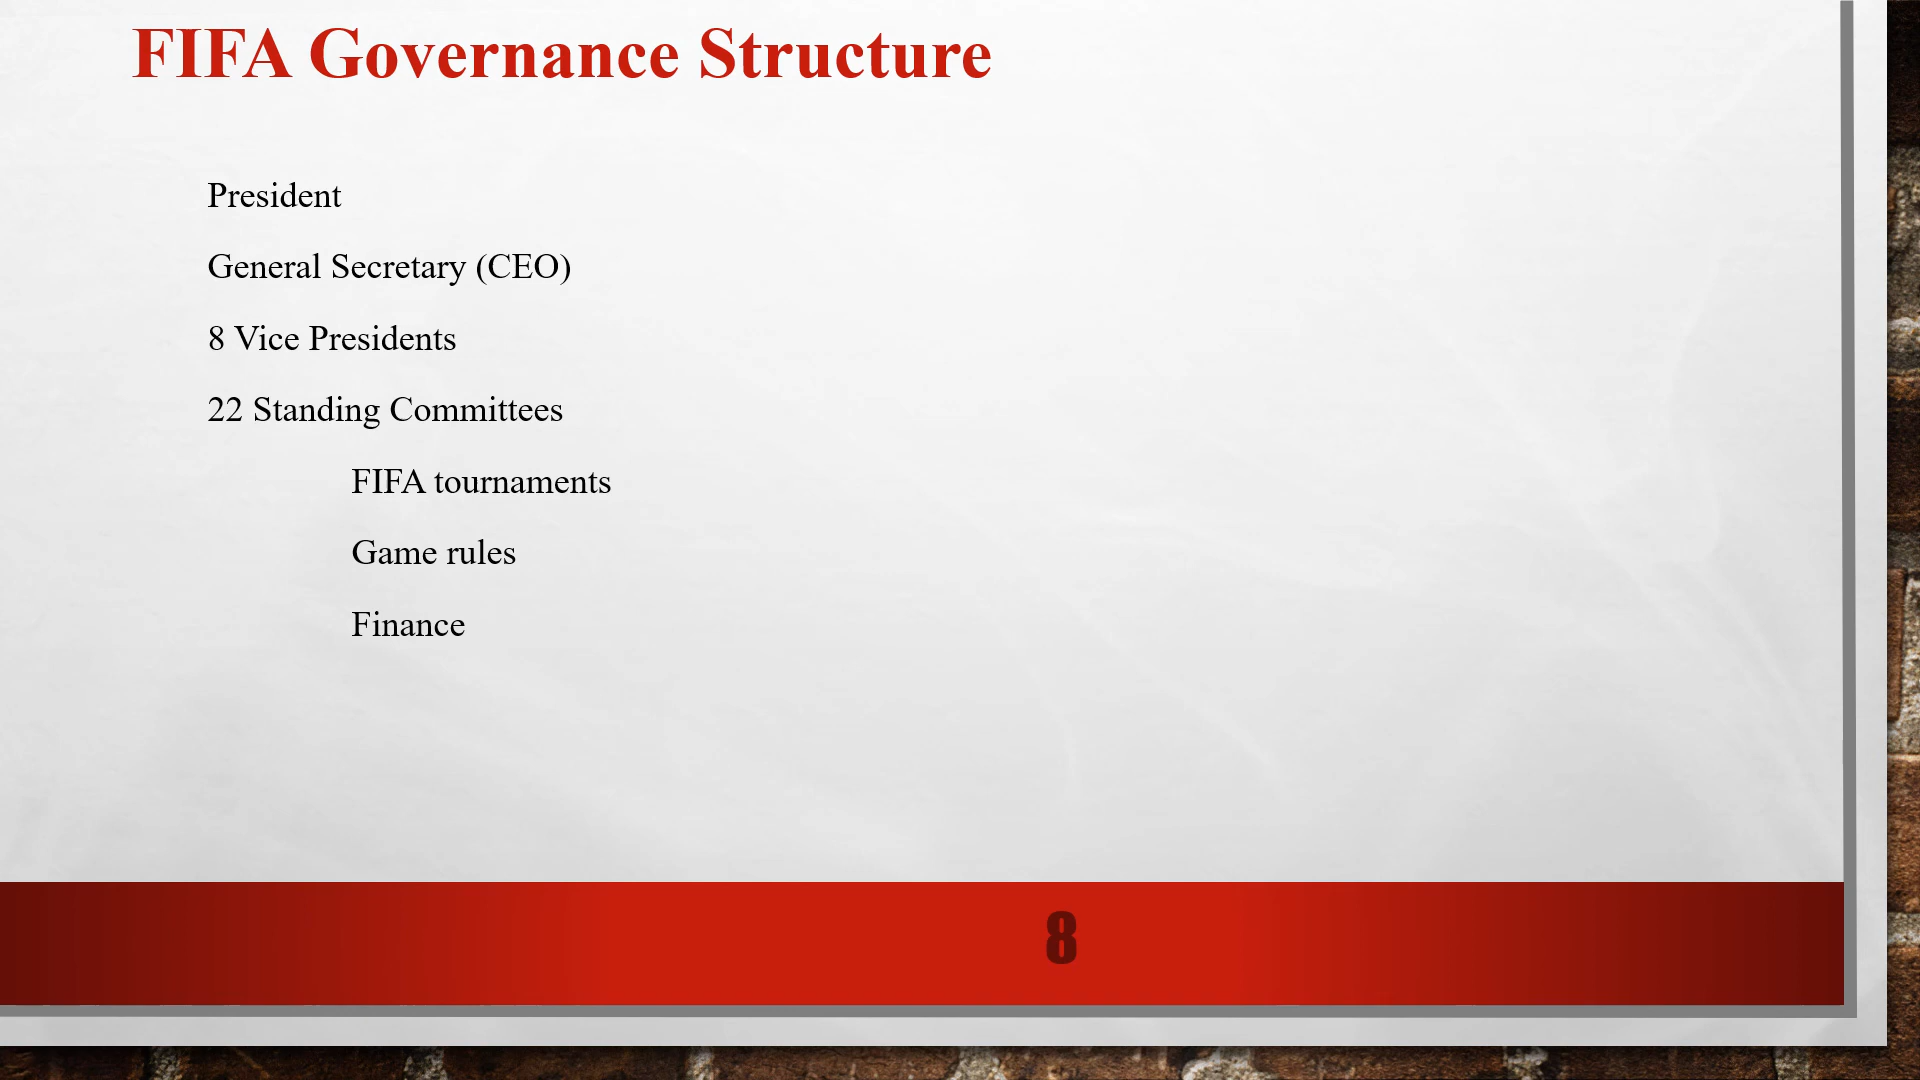 FIFA Governance Structure
President
General Secretary (CEO)
8 Vice Presidents
22 Standing Committees
FIFA tournaments
Game rules
Finance
8